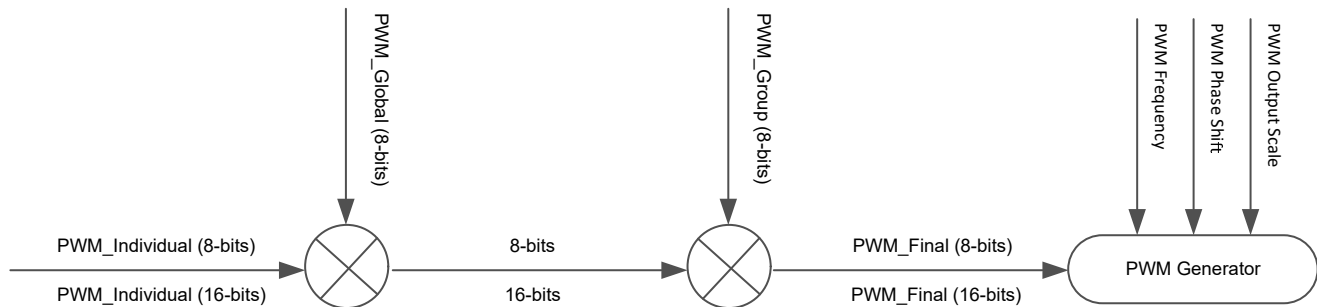 PWM_Global (8-bits)
PWM_Group (8-bits)
PWM Frequency
PWM Phase Shift
PWM Output Scale
PWM_Individual (8-bits)
PWM_Individual (16-bits)
8-bits
16-bits
PWM_Final (8-bits)
PWM_Final (16-bits)
PWM Generator